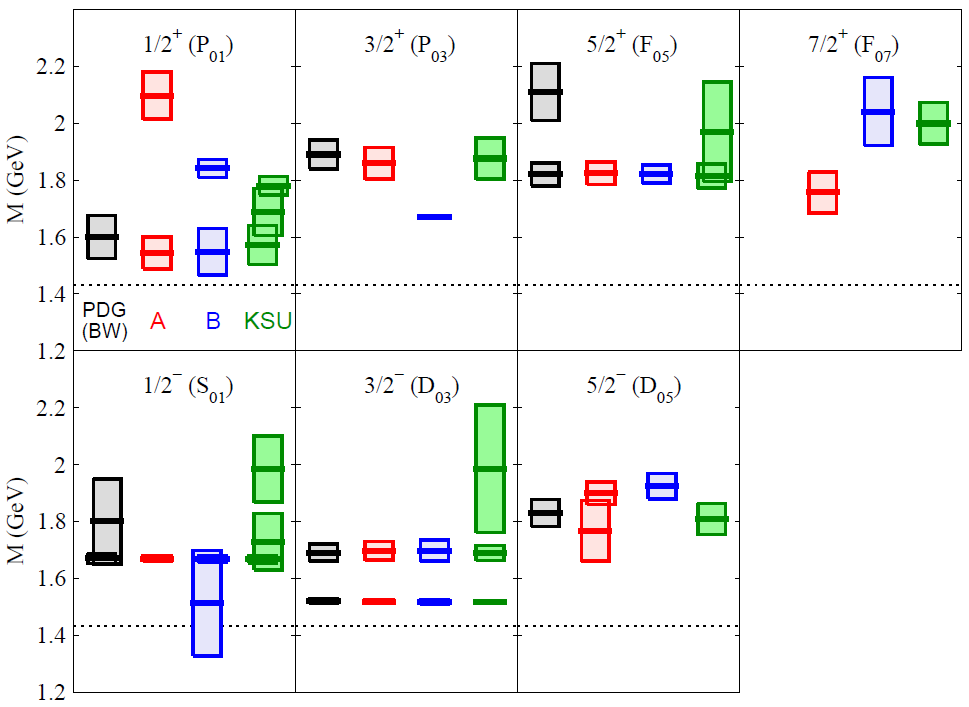 1/2⁺ (P₀₁) 3/2⁺ (P₀₃) 5/2⁺ (F₀₅) 7/2⁺ (F₀₇)
2.2
2
1.8
1.6
1.4
1.2
M (GeV)
PDG
(BW)
A
B
KSU
1/2⁻ (S₀₁) 3/2⁻ (D₀₃) 5/2⁻ (D₀₅)
2.2
2
1.8
1.6
1.4
1.2
M (GeV)